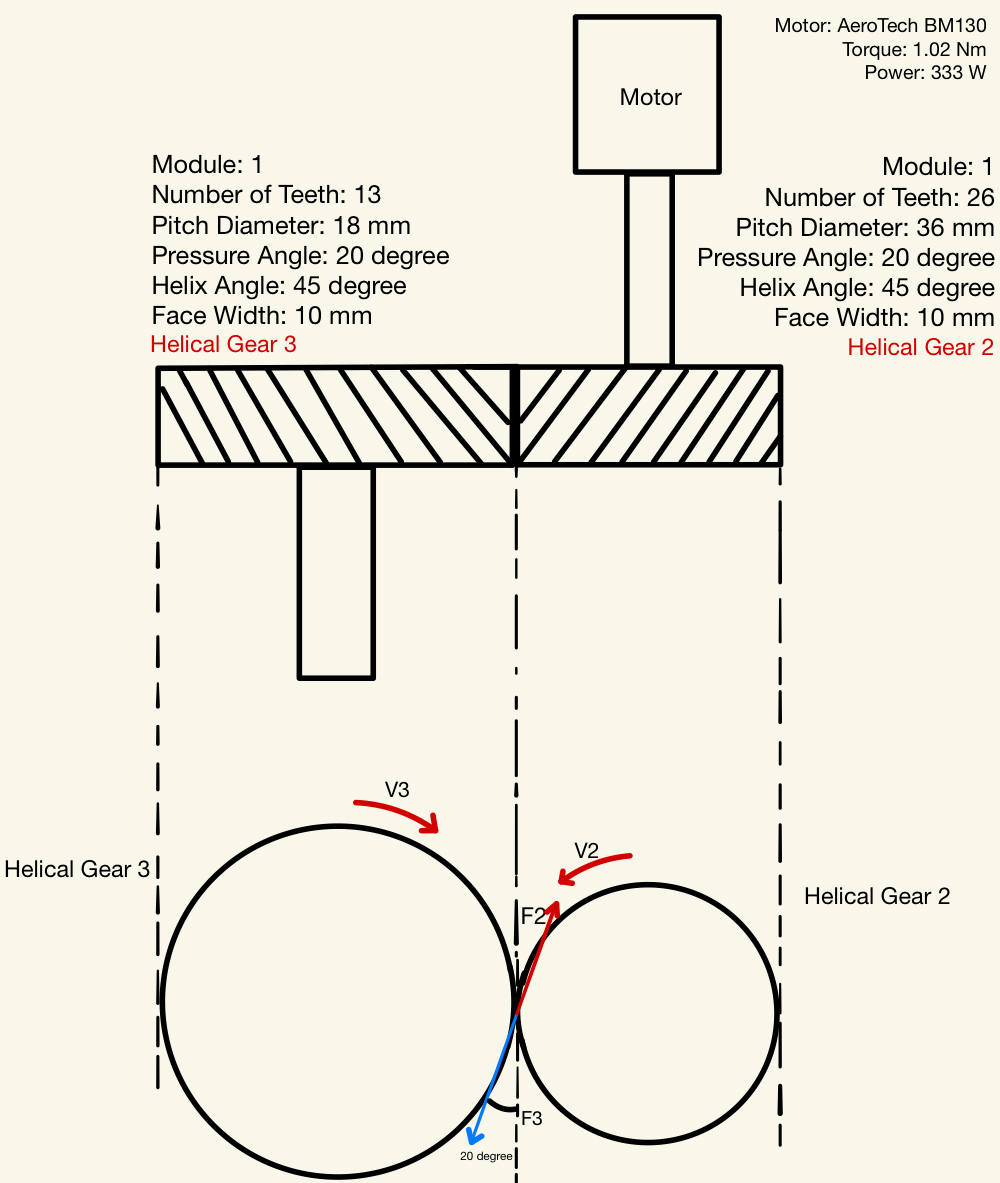 Motor: AeroTech BM130
Torque: 1.02 Nm
Power: 333 W
Motor
Module: 1
Number of Teeth: 13
Pitch Diameter: 18 mm
Pressure Angle: 20 degree
Helix Angle: 45 degree
Face Width: 10 mm
Helical Gear 3
Module: 1
Number of Teeth: 26
Pitch Diameter: 36 mm
Pressure Angle: 20 degree
Helix Angle: 45 degree
Face Width: 10 mm
Helical Gear 2
V3
V2
Helical Gear 3
F2
Helical Gear 2
F3
20 degree